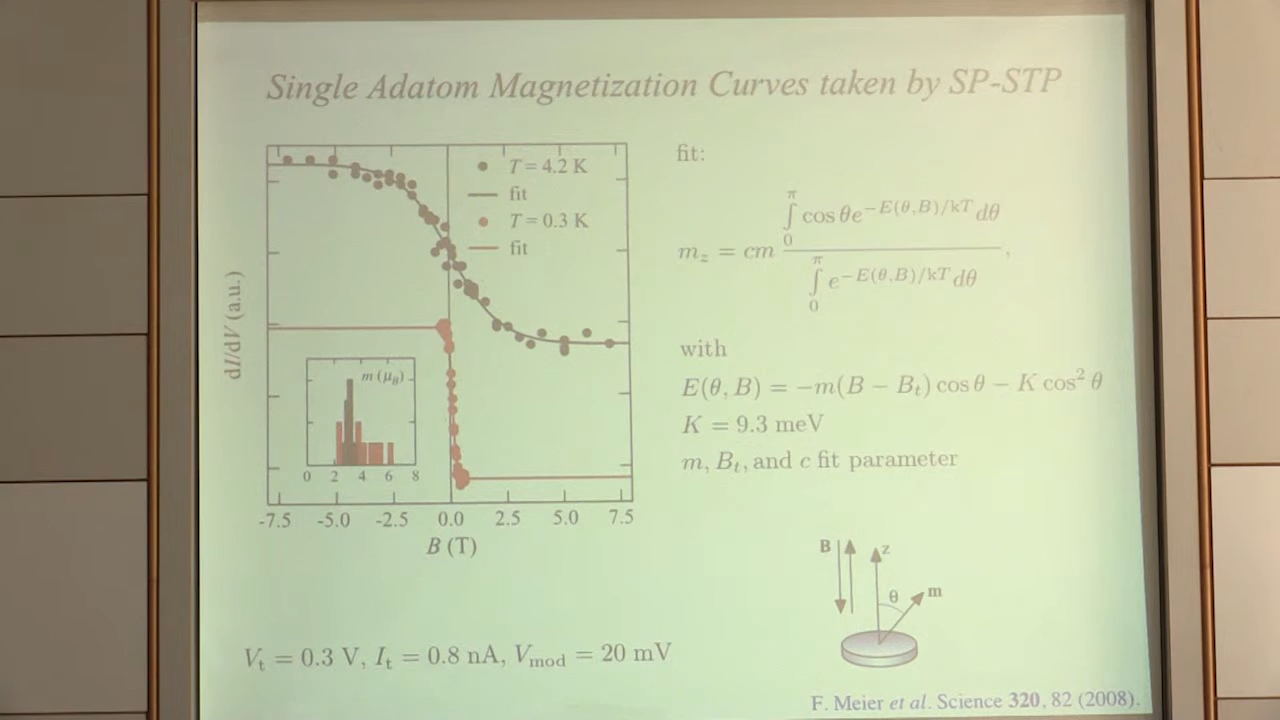 Single Adatom Magnetization Curves taken by SP-STP
T = 4.2 K
fit
T = 0.3 K
fit
dI/dV (a.u.)
m (μB)
0 2 4 6 8
-7.5 -5.0 -2.5 0.0 2.5 5.0 7.5
B (T)
fit:
m_z = cm ∫₀^π cos θe^{−E(θ,B)/kT} dθ / ∫₀^π e^{−E(θ,B)/kT} dθ ,
with
E(θ, B) = −m(B − B_t) cos θ − K cos² θ
K = 9.3 meV
m, B_t, and c fit parameter
B z
θ m
V_t = 0.3 V, I_t = 0.8 nA, V_mod = 20 mV
F. Meier et al. Science 320, 82 (2008).